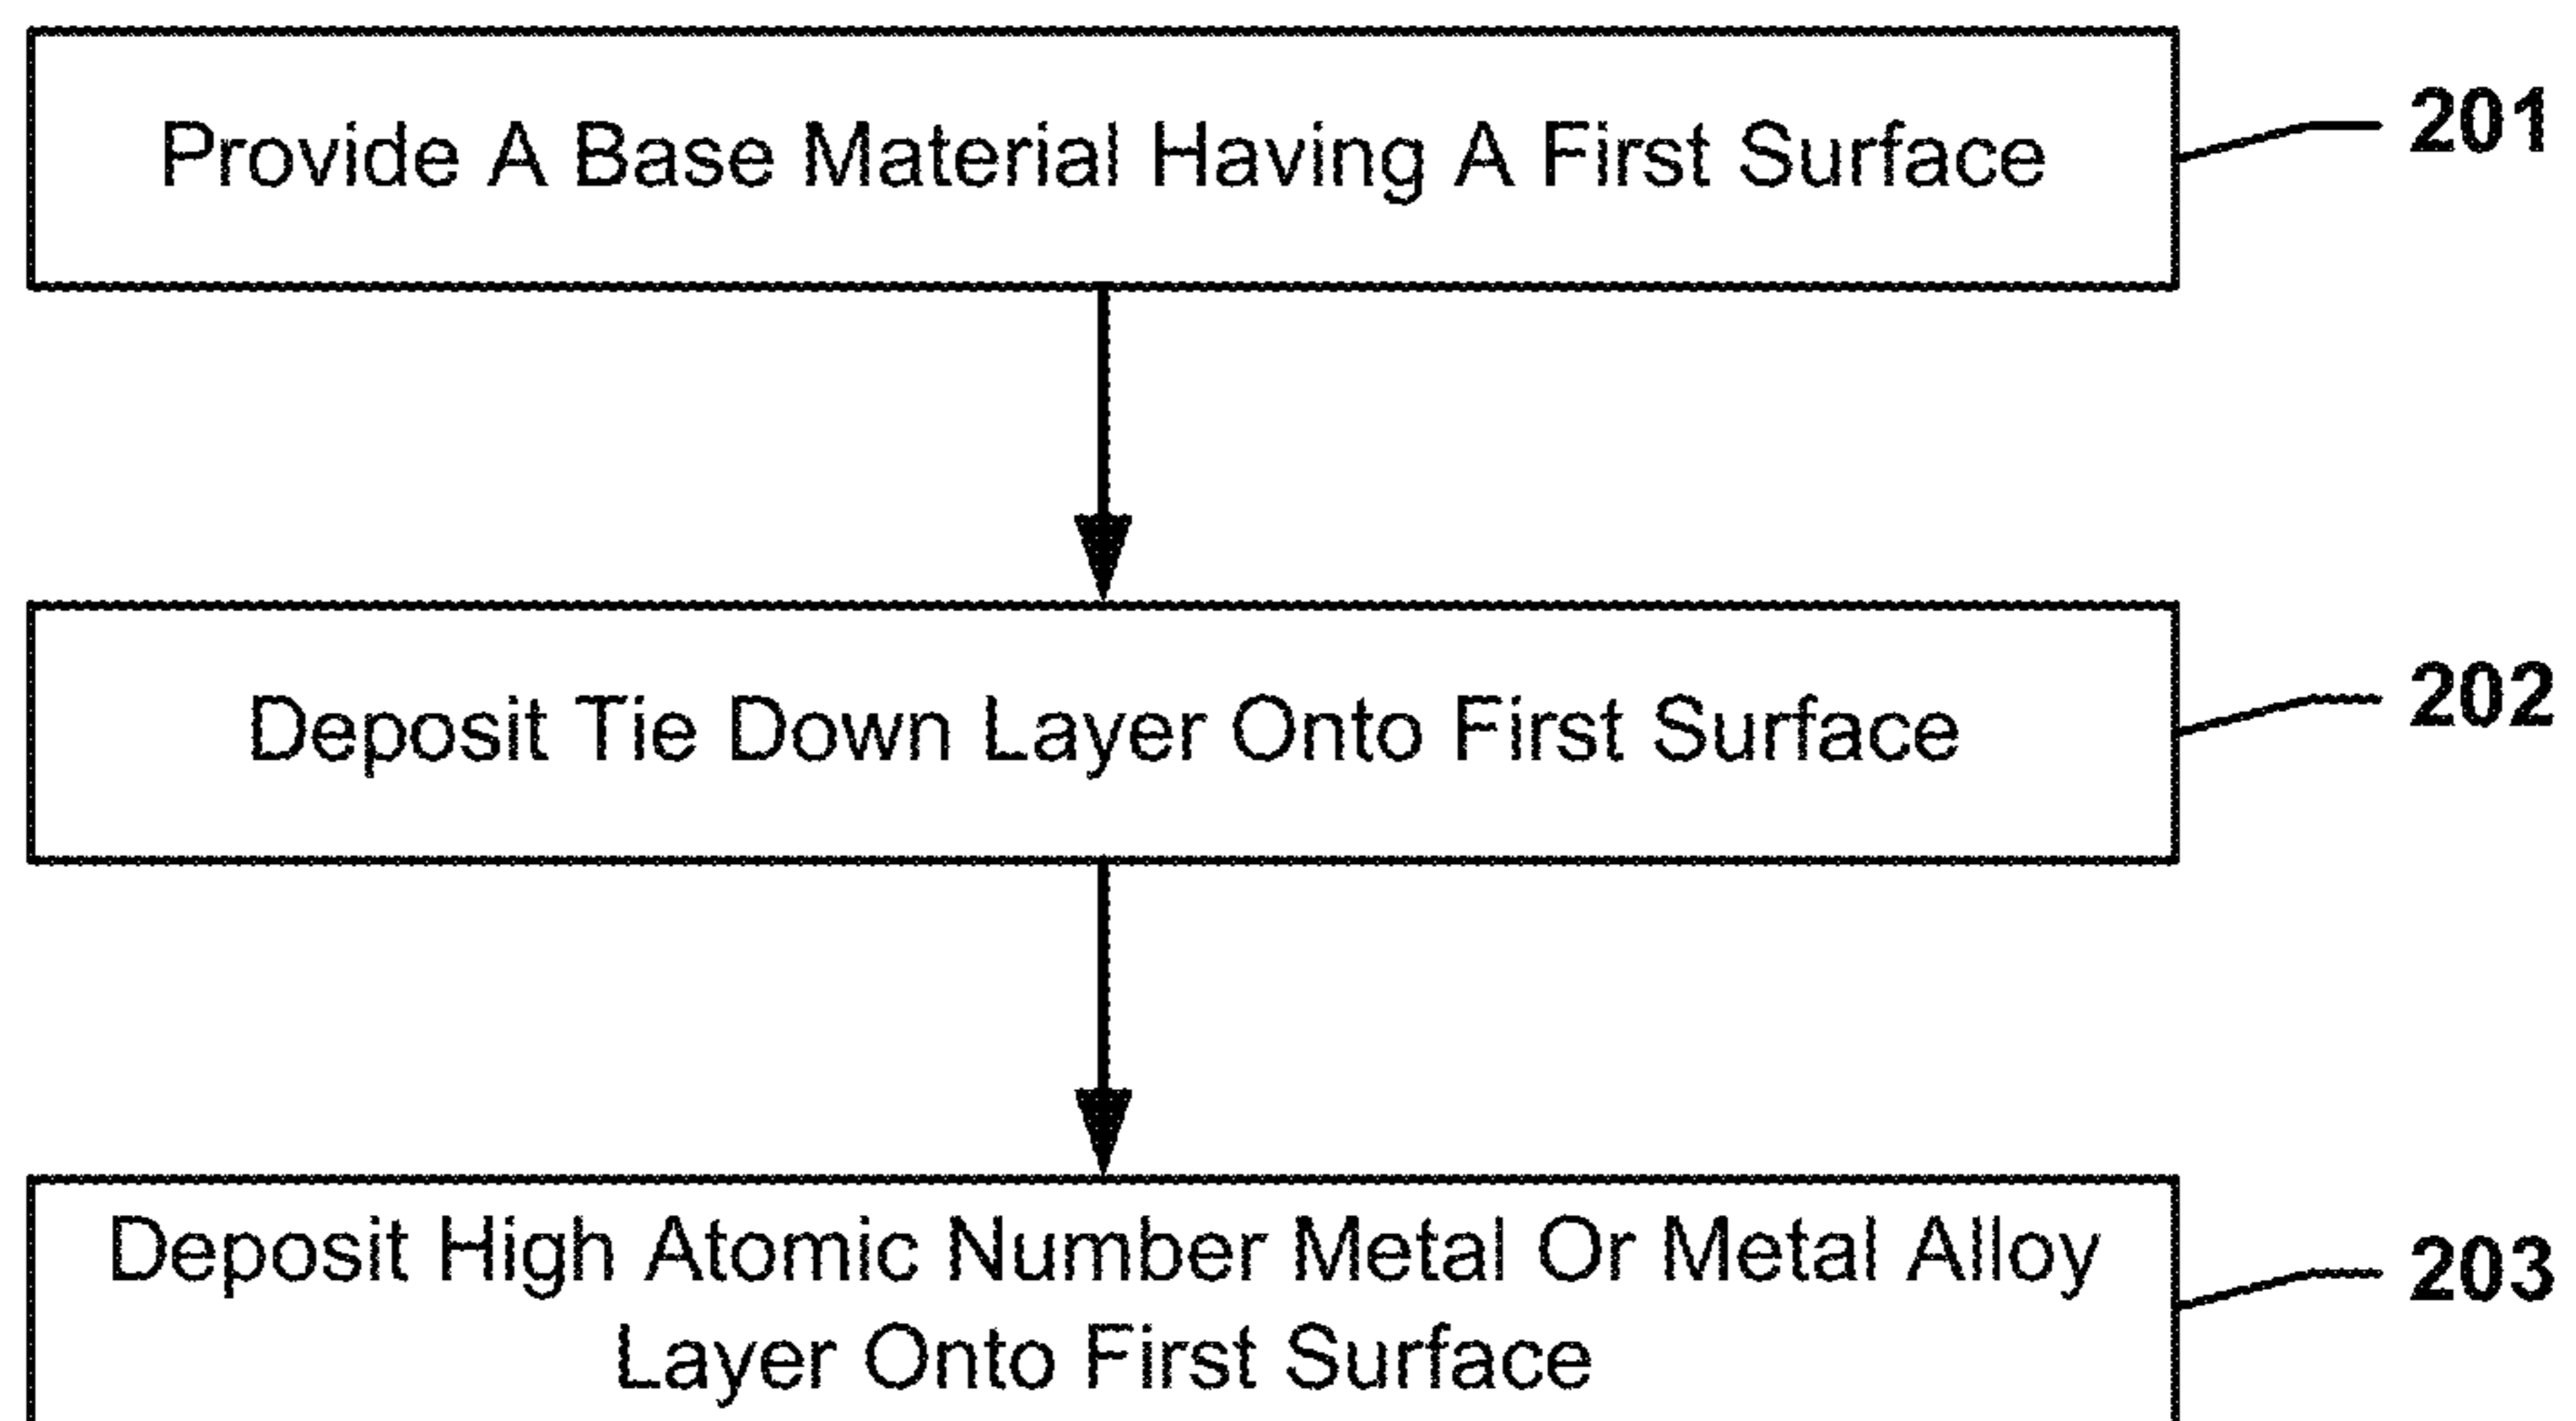 Provide A Base Material Having A First Surface
201
Deposit Tie Down Layer Onto First Surface
202
Deposit High Atomic Number Metal Or Metal Alloy
Layer Onto First Surface
203